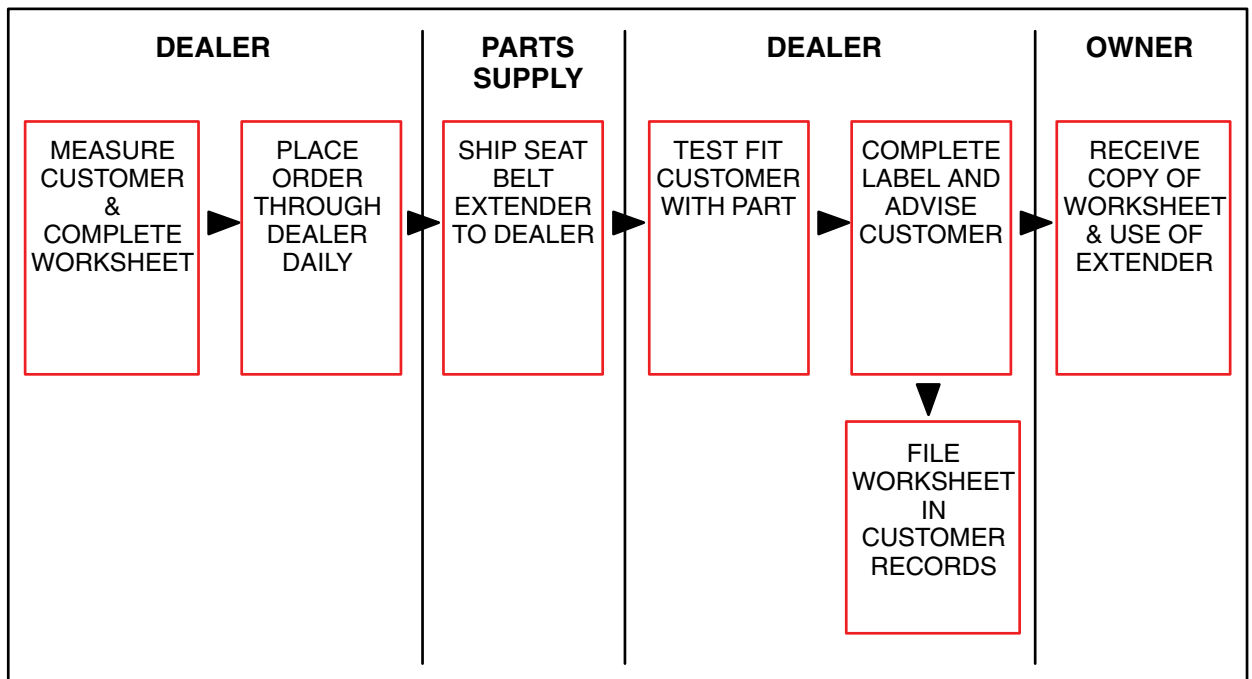 DEALER
PARTS
SUPPLY
DEALER
OWNER
MEASURE
CUSTOMER
&
COMPLETE
WORKSHEET
PLACE
ORDER
THROUGH
DEALER
DAILY
SHIP SEAT
BELT
EXTENDER
TO DEALER
TEST FIT
CUSTOMER
WITH PART
COMPLETE
LABEL AND
ADVISE
CUSTOMER
RECEIVE
COPY OF
WORKSHEET
& USE OF
EXTENDER
FILE
WORKSHEET
IN
CUSTOMER
RECORDS